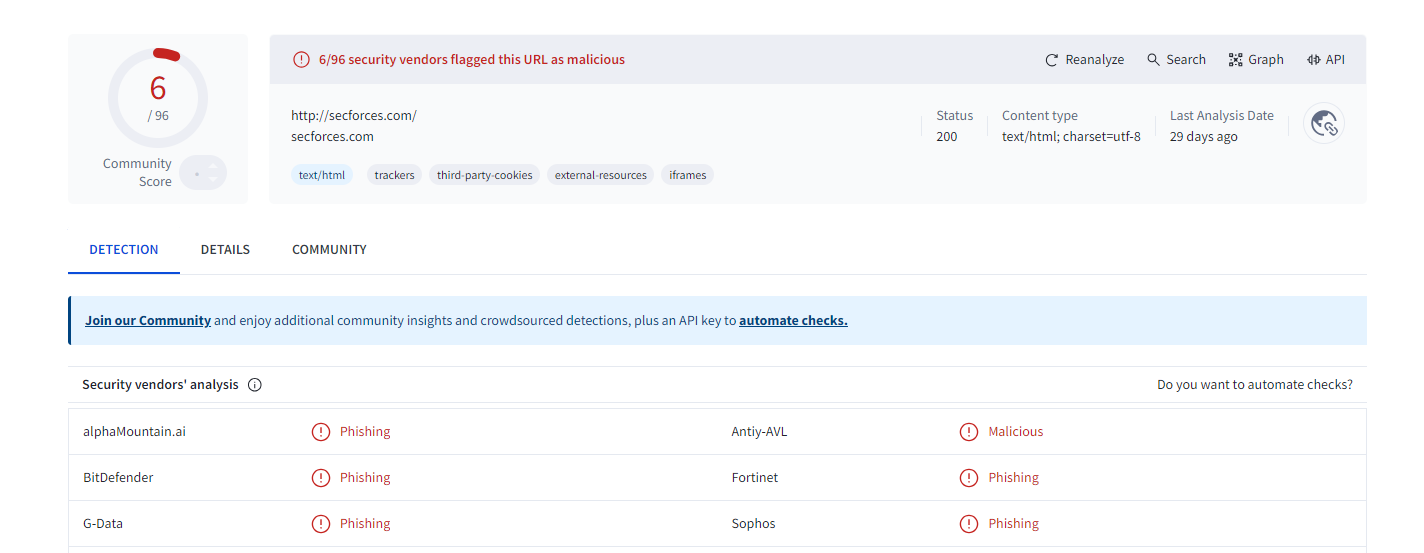 6
/ 96
Community
Score
6/96 security vendors flagged this URL as malicious
Reanalyze
Search
Graph
API
http://secforces.com/
secforces.com
Status
200
Content type
text/html; charset=utf-8
Last Analysis Date
29 days ago
text/html
trackers
third-party-cookies
external-resources
iframes
DETECTION
DETAILS
COMMUNITY
Join our Community and enjoy additional community insights and crowdsourced detections, plus an API key to automate checks.
Security vendors' analysis
Do you want to automate checks?
alphaMountain.ai
Phishing
Antiy-AVL
Malicious
BitDefender
Phishing
Fortinet
Phishing
G-Data
Phishing
Sophos
Phishing